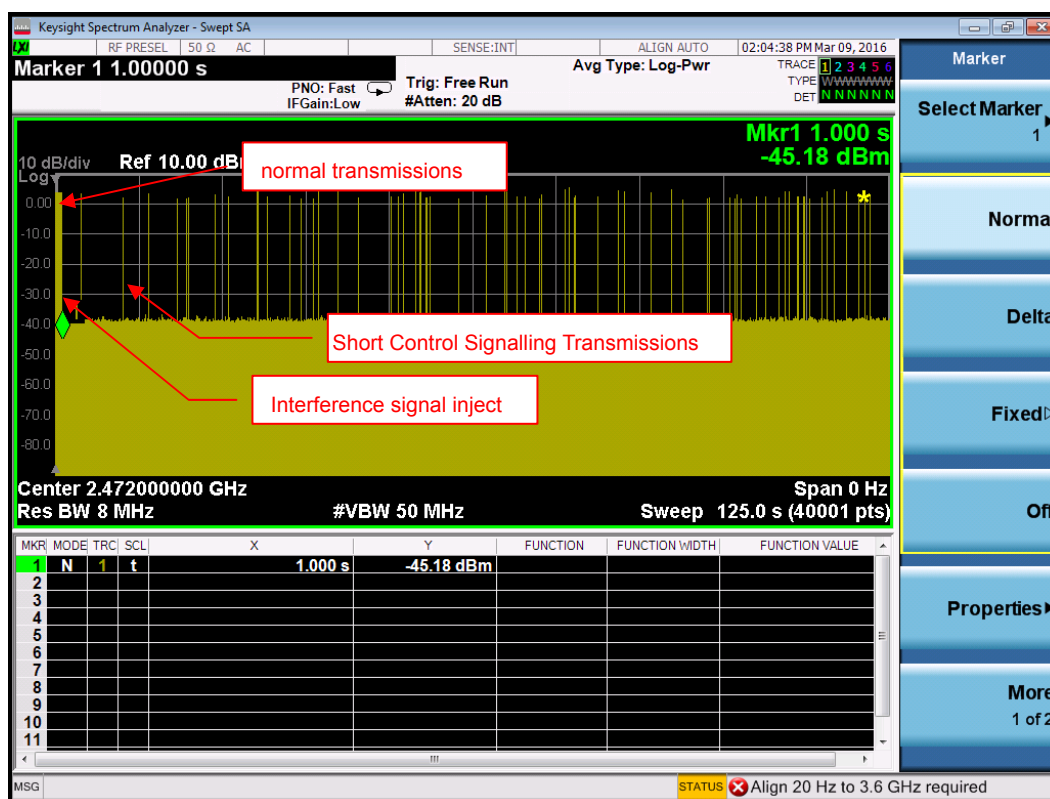 Keysight Spectrum Analyzer - Swept SA
LXI RF PRESEL 50 Ω AC SENSE:INT ALIGN AUTO 02:04:38 PM Mar 09, 2016
Marker 1 1.00000 s
PNO: Fast
IFGain:Low
Trig: Free Run
#Atten: 20 dB
Avg Type: Log-Pwr
TRACE 1 2 3 4 5 6
TYPE WWWWWW
DET N N N N N N
Mkr1 1.000 s
-45.18 dBm
10 dB/div Ref 10.00 dB
Log
0.00
-10.0
-20.0
-30.0
-40.0
-50.0
-60.0
-70.0
-80.0
normal transmissions
*
Short Control Signalling Transmissions
Interference signal inject
Center 2.472000000 GHz Span 0 Hz
Res BW 8 MHz #VBW 50 MHz Sweep 125.0 s (40001 pts)
MKR MODE TRC SCL X Y FUNCTION FUNCTION WIDTH FUNCTION VALUE
1 N 1 t 1.000 s -45.18 dBm
2
3
4
5
6
7
8
9
10
11
MSG STATUS Align 20 Hz to 3.6 GHz required
Marker
Select Marker
1
Norma
Delta
Fixed
Off
Properties
More
1 of 2